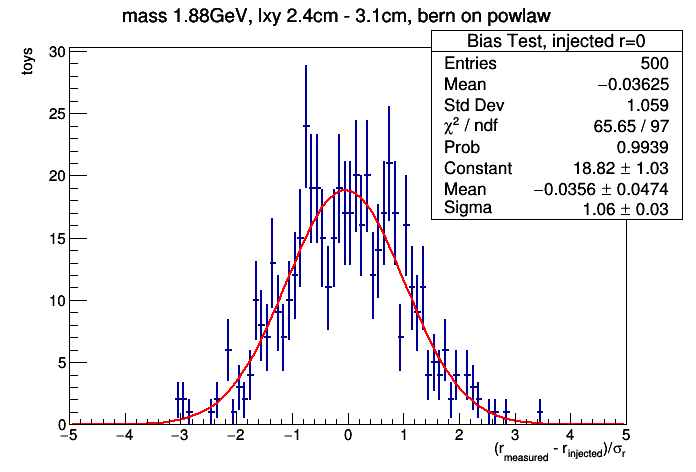 mass 1.88GeV, lxy 2.4cm - 3.1cm, bern on powlaw
toys
Bias Test, injected r=0
Entries 500
Mean −0.03625
Std Dev 1.059
χ² / ndf 65.65 / 97
Prob 0.9939
Constant 18.82 ± 1.03
Mean −0.0356 ± 0.0474
Sigma 1.06 ± 0.03
30
25
20
15
10
5
0
−5 −4 −3 −2 −1 0 1 2 3 4 5
(r_measured - r_injected)/σ_r